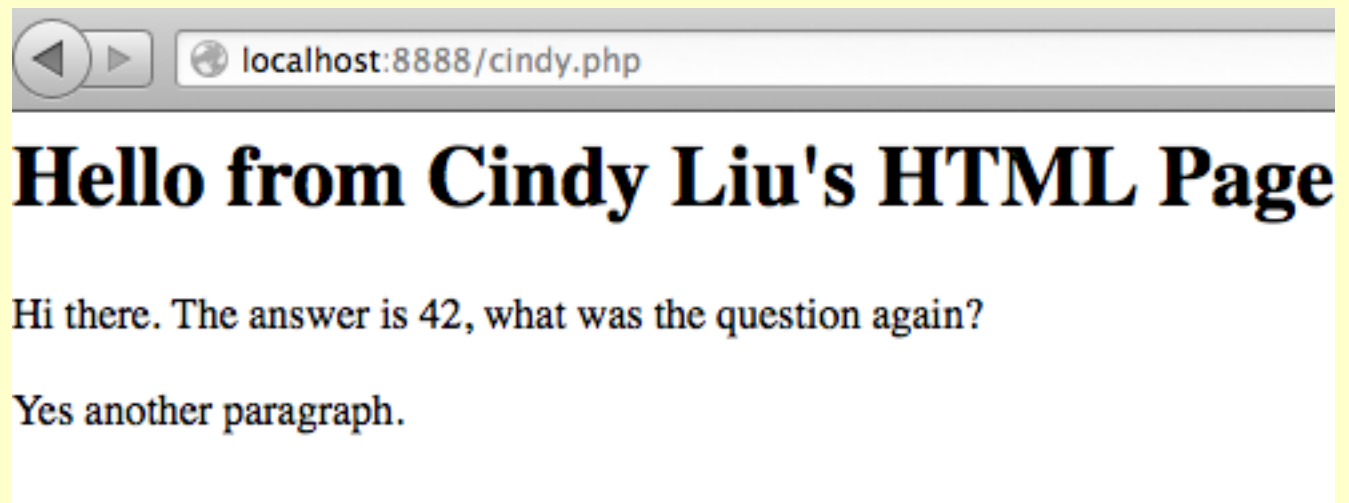 localhost:8888/cindy.php
Hello from Cindy Liu's HTML Page
Hi there. The answer is 42, what was the question again?
Yes another paragraph.